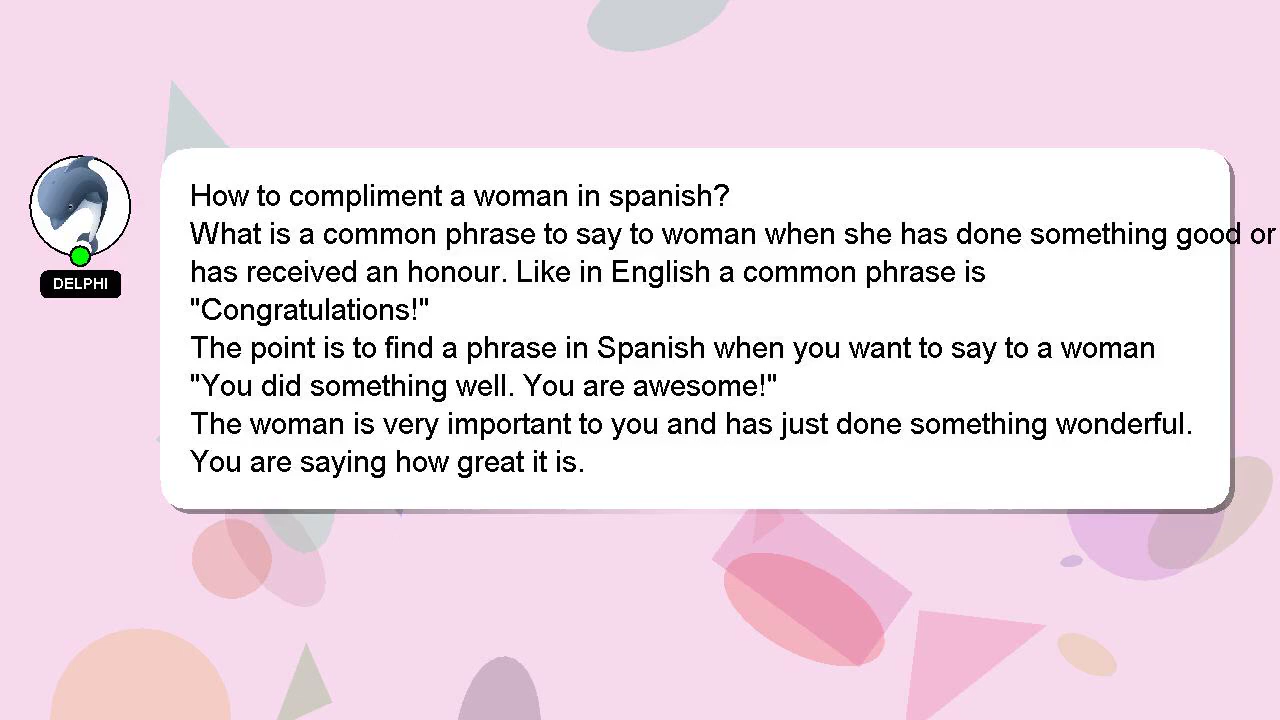 How to compliment a woman in spanish?
What is a common phrase to say to woman when she has done something good or
has received an honour. Like in English a common phrase is
"Congratulations!"
The point is to find a phrase in Spanish when you want to say to a woman
"You did something well. You are awesome!"
The woman is very important to you and has just done something wonderful.
You are saying how great it is.
DELPHI